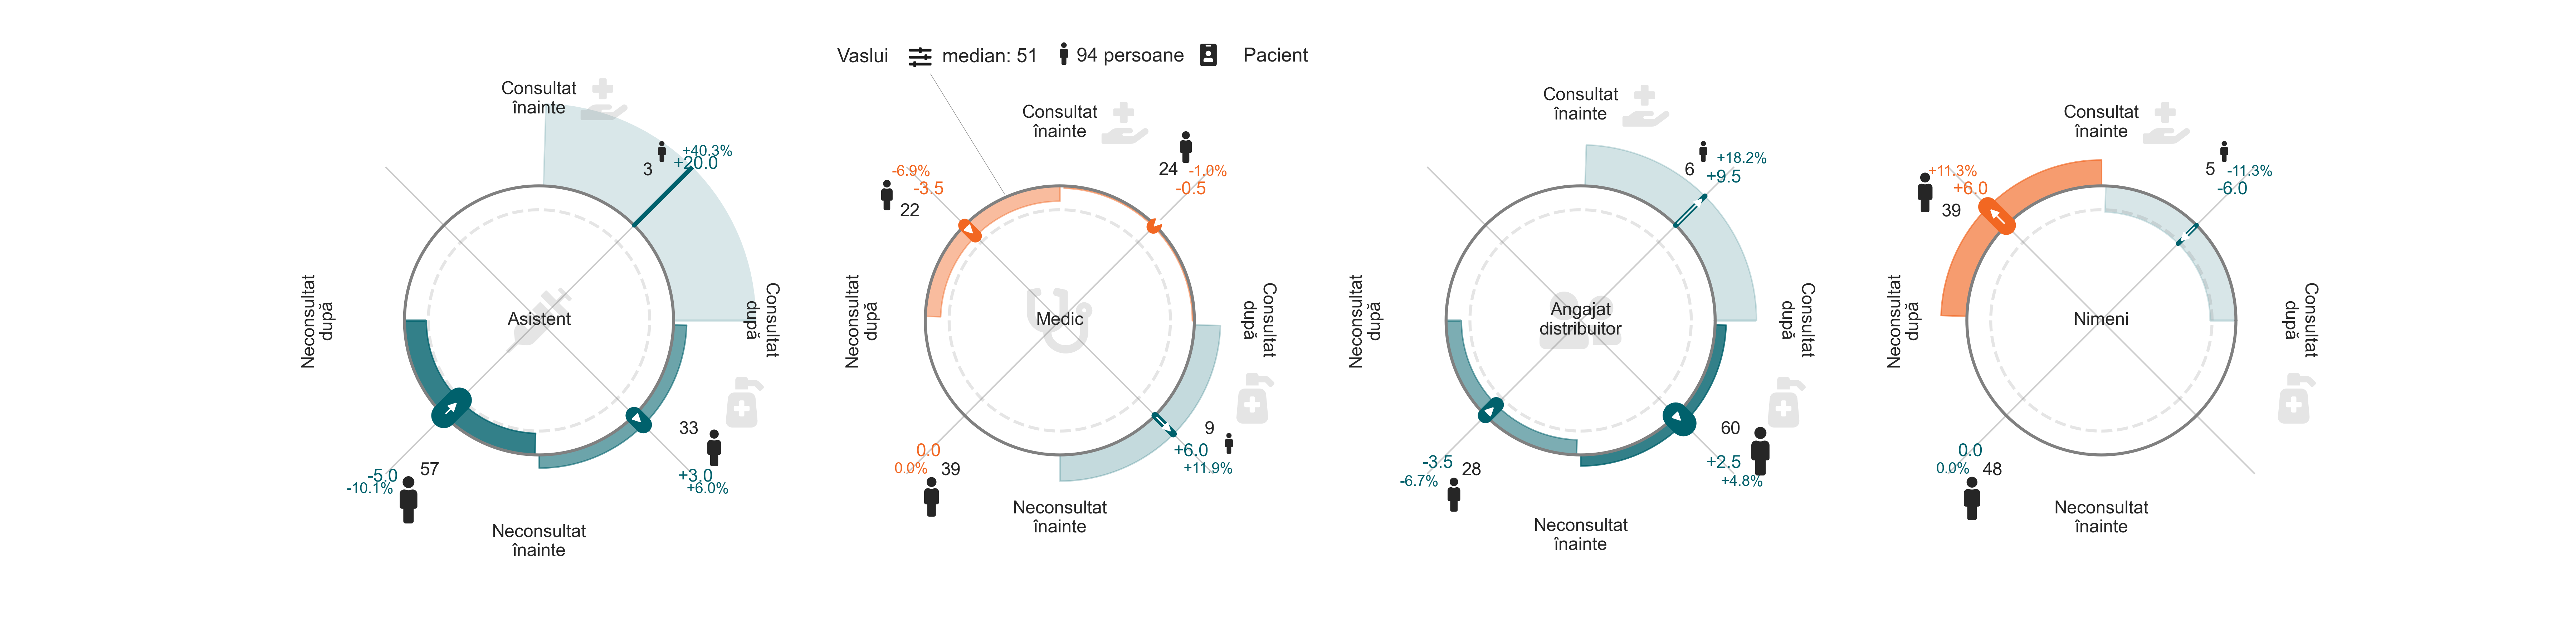 Vaslui median: 51 94 persoane Pacient
Consultat
înainte
3
+40.3%
+20.0
Neconsultat
după
Asistent
Consultat
după
33
+3.0
+6.0%
-5.0
57
-10.1%
Neconsultat
înainte
Consultat
înainte
-6.9%
-3.5
22
24
-1.0%
-0.5
Neconsultat
după
Medic
Consultat
după
9
+6.0
+11.9%
0.0
0.0%
39
Neconsultat
înainte
Consultat
înainte
6
+18.2%
+9.5
Neconsultat
după
Angajat
distribuitor
Consultat
după
60
+2.5
+4.8%
-3.5
28
-6.7%
Neconsultat
înainte
Consultat
înainte
+11.3%
+6.0
39
5
-11.3%
-6.0
Neconsultat
după
Nimeni
Consultat
după
0.0
0.0%
48
Neconsultat
înainte